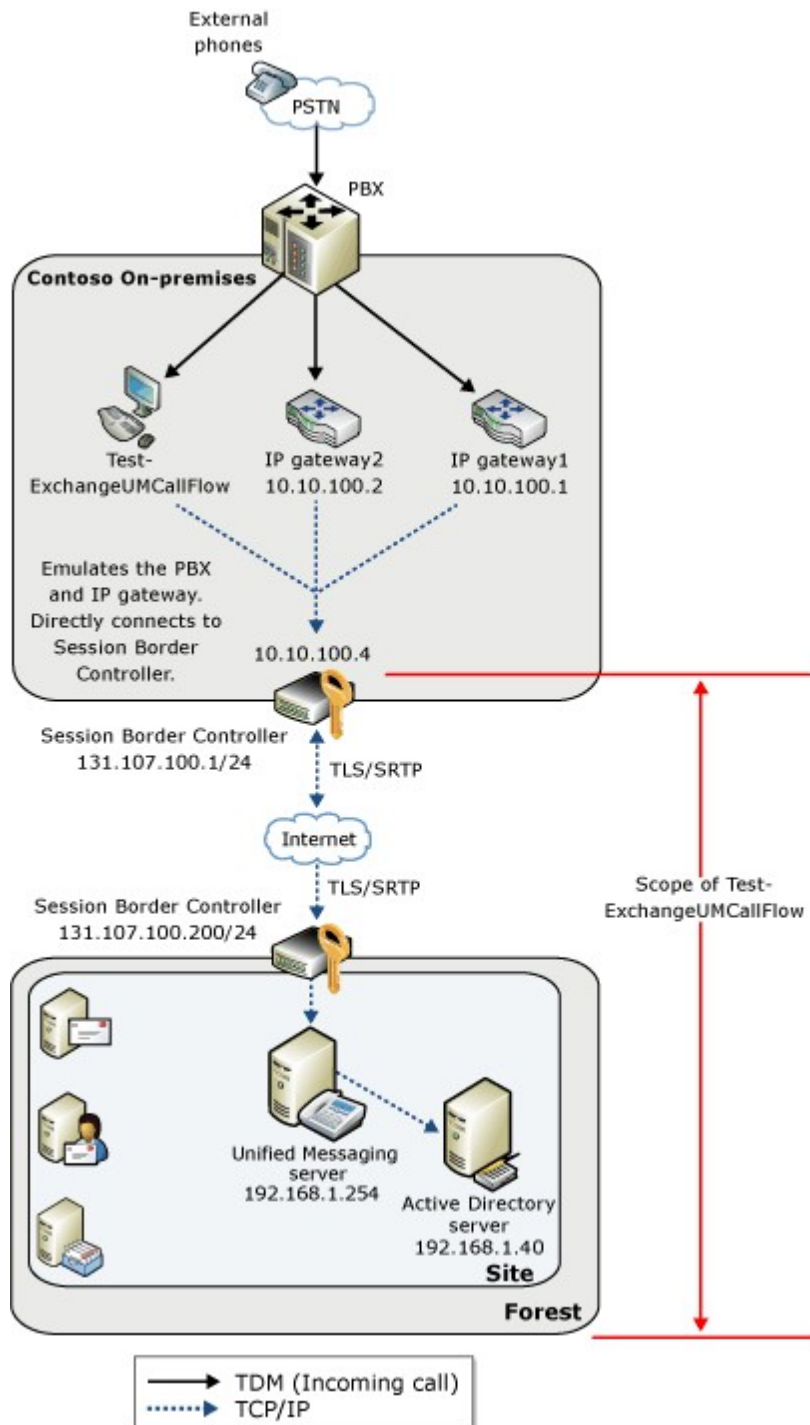 External
phones
PSTN
PBX
Contoso On-premises
Test-
ExchangeUMCallFlow
IP gateway2
10.10.100.2
IP gateway1
10.10.100.1
Emulates the PBX
and IP gateway.
Directly connects to
Session Border
Controller.
10.10.100.4
Session Border Controller
131.107.100.1/24
TLS/SRTP
Internet
TLS/SRTP
Session Border Controller
131.107.100.200/24
Scope of Test-
ExchangeUMCallFlow
Unified Messaging
server
192.168.1.254
Active Directory
server
192.168.1.40
Site
Forest
TDM (Incoming call)
TCP/IP